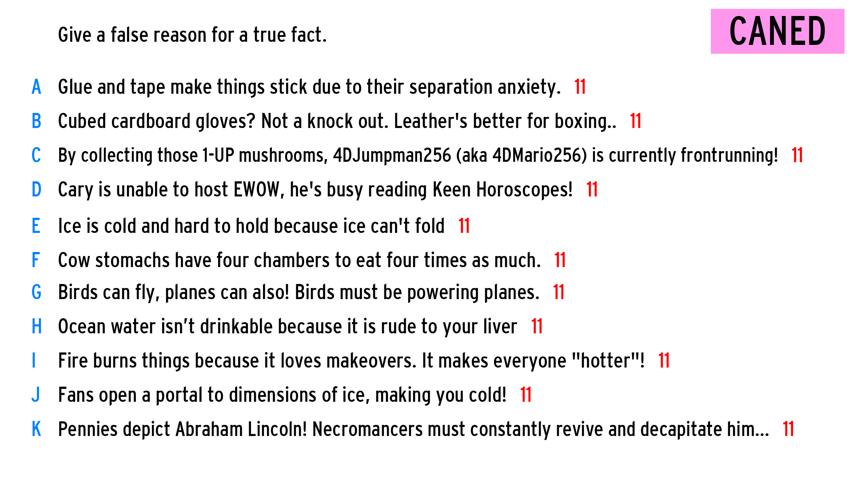 Give a false reason for a true fact.
CANED
A Glue and tape make things stick due to their separation anxiety. 11
B Cubed cardboard gloves? Not a knock out. Leather's better for boxing.. 11
C By collecting those 1-UP mushrooms, 4DJumpman256 (aka 4DMario256) is currently frontrunning! 11
D Cary is unable to host EWOW, he's busy reading Keen Horoscopes! 11
E Ice is cold and hard to hold because ice can't fold 11
F Cow stomachs have four chambers to eat four times as much. 11
G Birds can fly, planes can also! Birds must be powering planes. 11
H Ocean water isn’t drinkable because it is rude to your liver 11
I Fire burns things because it loves makeovers. It makes everyone "hotter"! 11
J Fans open a portal to dimensions of ice, making you cold! 11
K Pennies depict Abraham Lincoln! Necromancers must constantly revive and decapitate him... 11